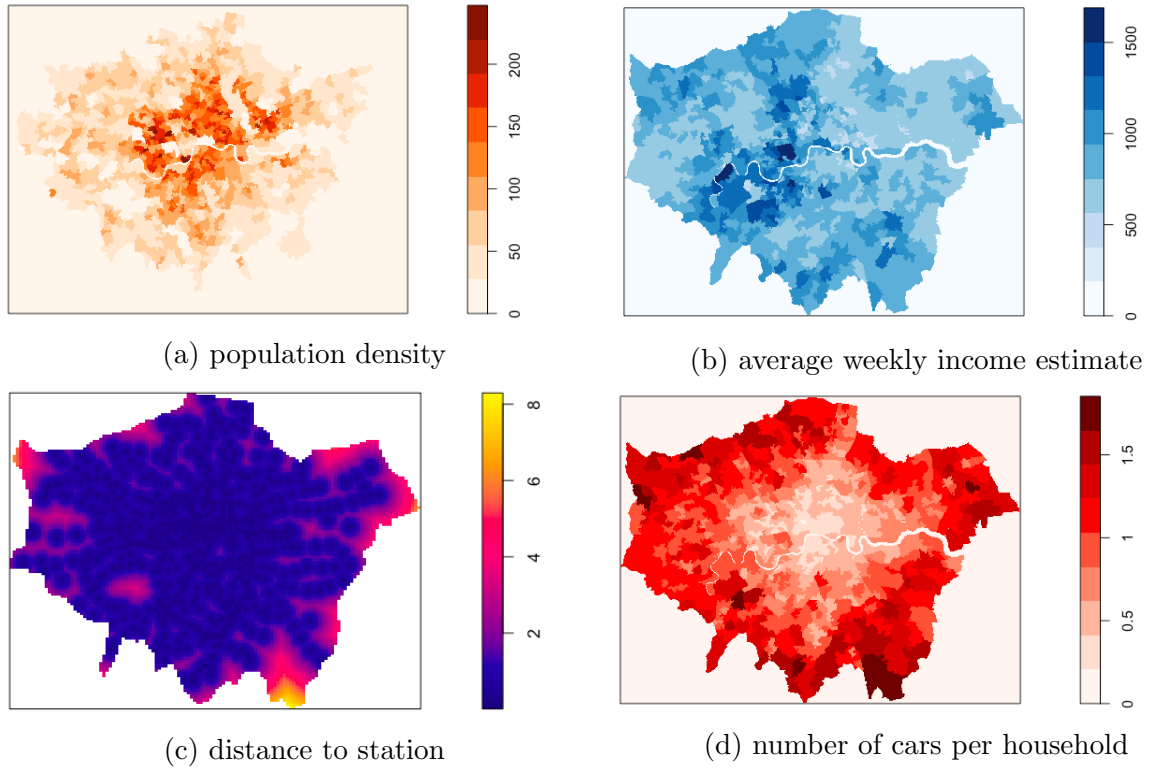 0 50 100 150 200
(a) population density
0 500 1000 1500
(b) average weekly income estimate
2 4 6 8
(c) distance to station
0 0.5 1 1.5
(d) number of cars per household